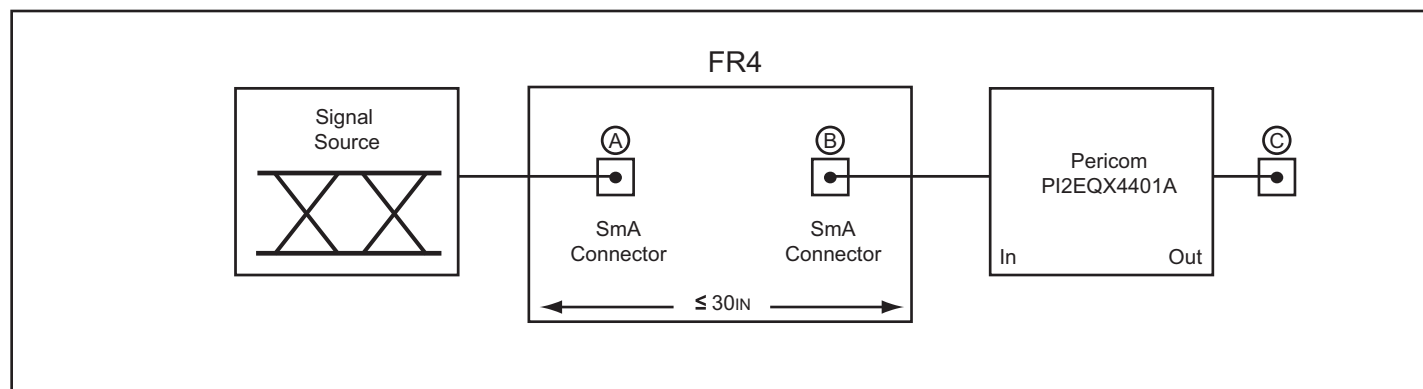 FR4
Signal
Source
A
B
C
Pericom
PI2EQX4401A
SmA
Connector
SmA
Connector
In
Out
≤ 30IN